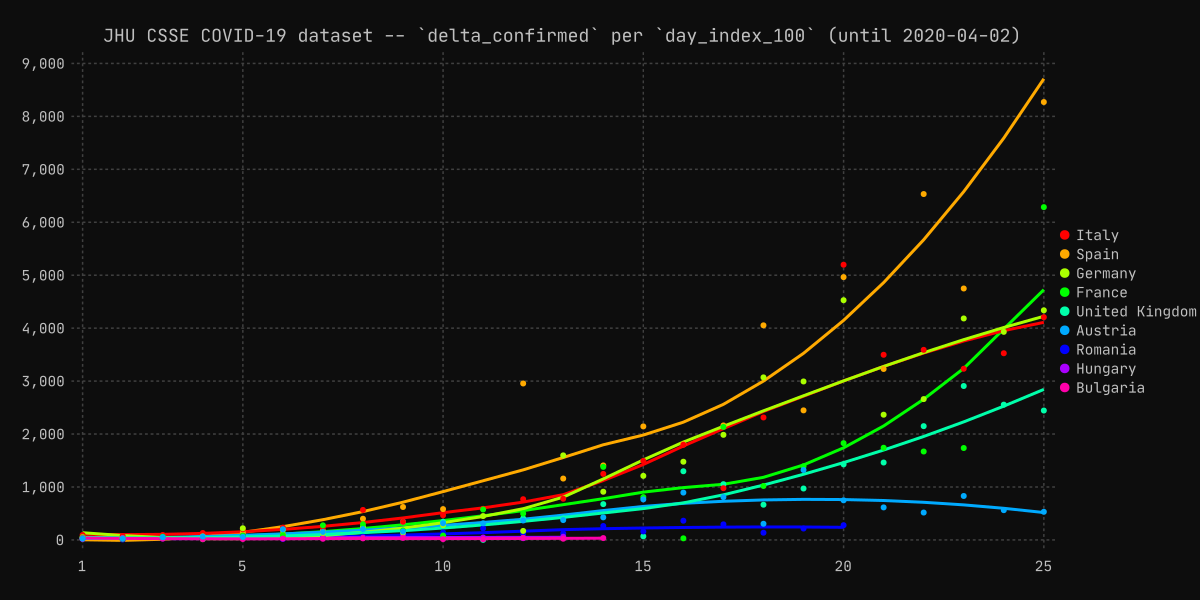 JHU CSSE COVID-19 dataset -- `delta_confirmed` per `day_index_100` (until 2020-04-02)
9,000
8,000
7,000
6,000
5,000
4,000
3,000
2,000
1,000
0
1
5
10
15
20
25
Italy
Spain
Germany
France
United Kingdom
Austria
Romania
Hungary
Bulgaria